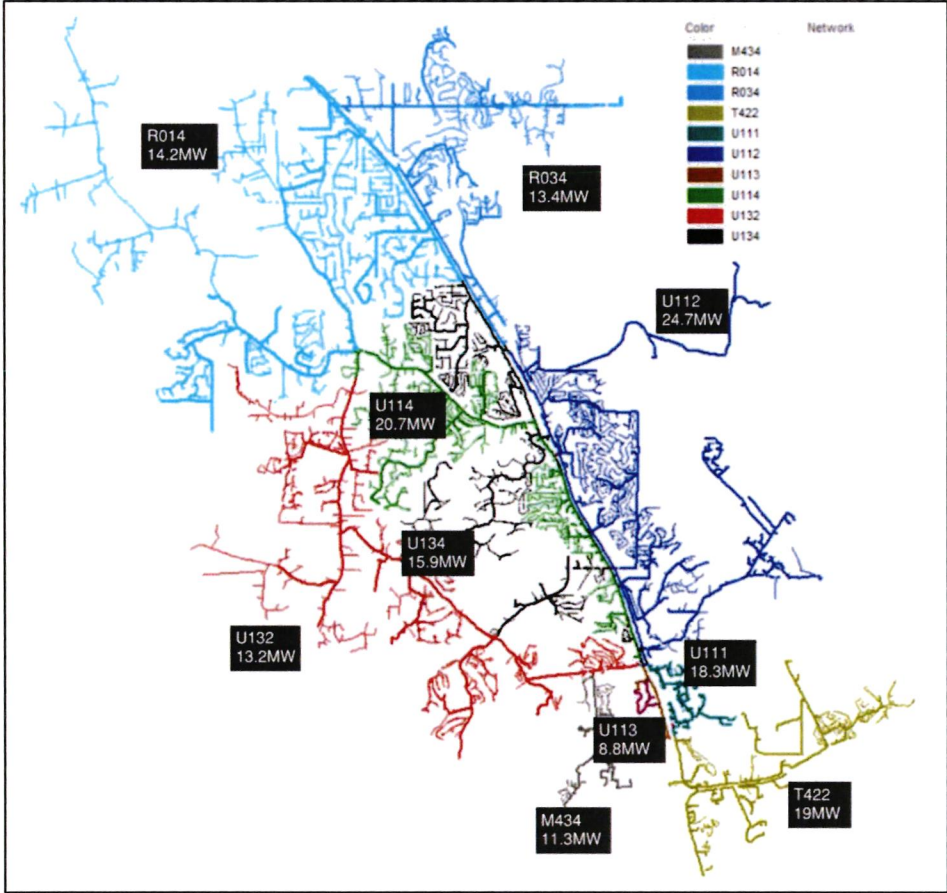 Color Network
M434
R014
R034
T422
U111
U112
U113
U114
U132
U134
R014
14.2MW
R034
13.4MW
U112
24.7MW
U114
20.7MW
U134
15.9MW
U132
13.2MW
U111
18.3MW
U113
8.8MW
T422
19MW
M434
11.3MW